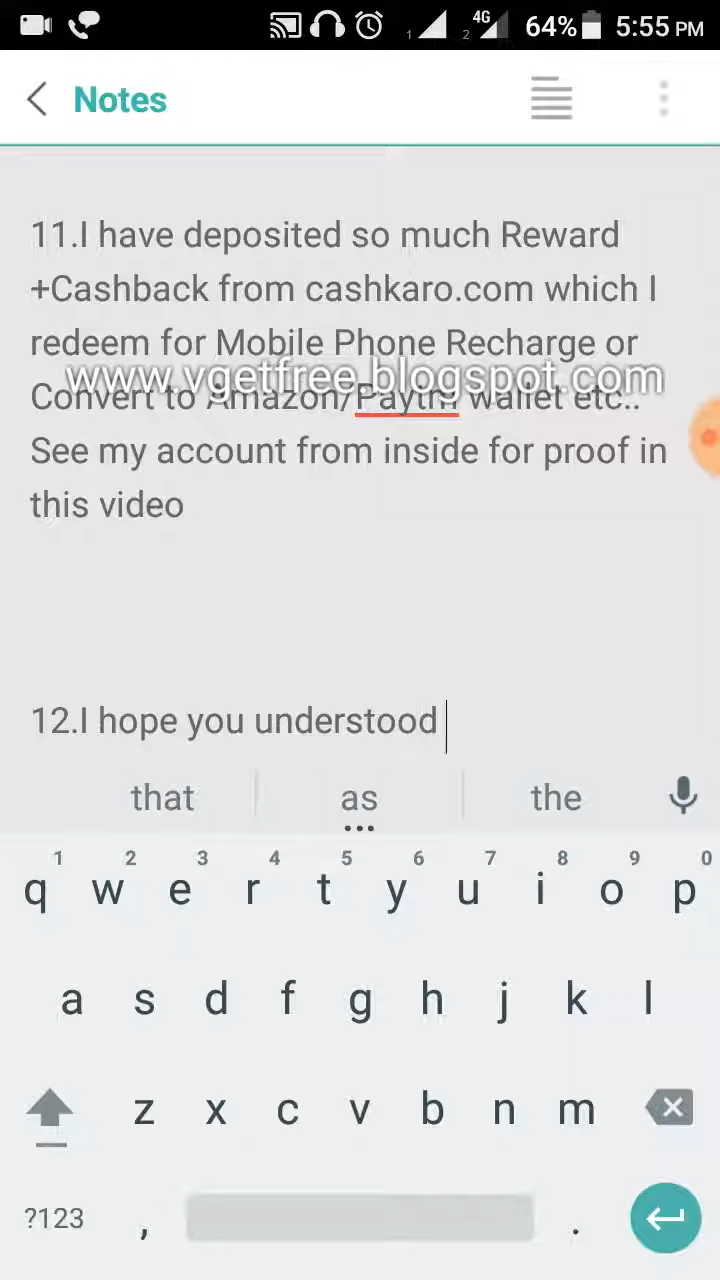 1 2 4G 64% 5:55 PM
Notes
11.I have deposited so much Reward
+Cashback from cashkaro.com which I
redeem for Mobile Phone Recharge or
www.vgetfree.blogspot.com
Convert to Amazon/Paytm wallet etc..
See my account from inside for proof in
this video
12.I hope you understood
that as the
1 2 3 4 5 6 7 8 9 0
q w e r t y u i o p
a s d f g h j k l
z x c v b n m
?123 , .